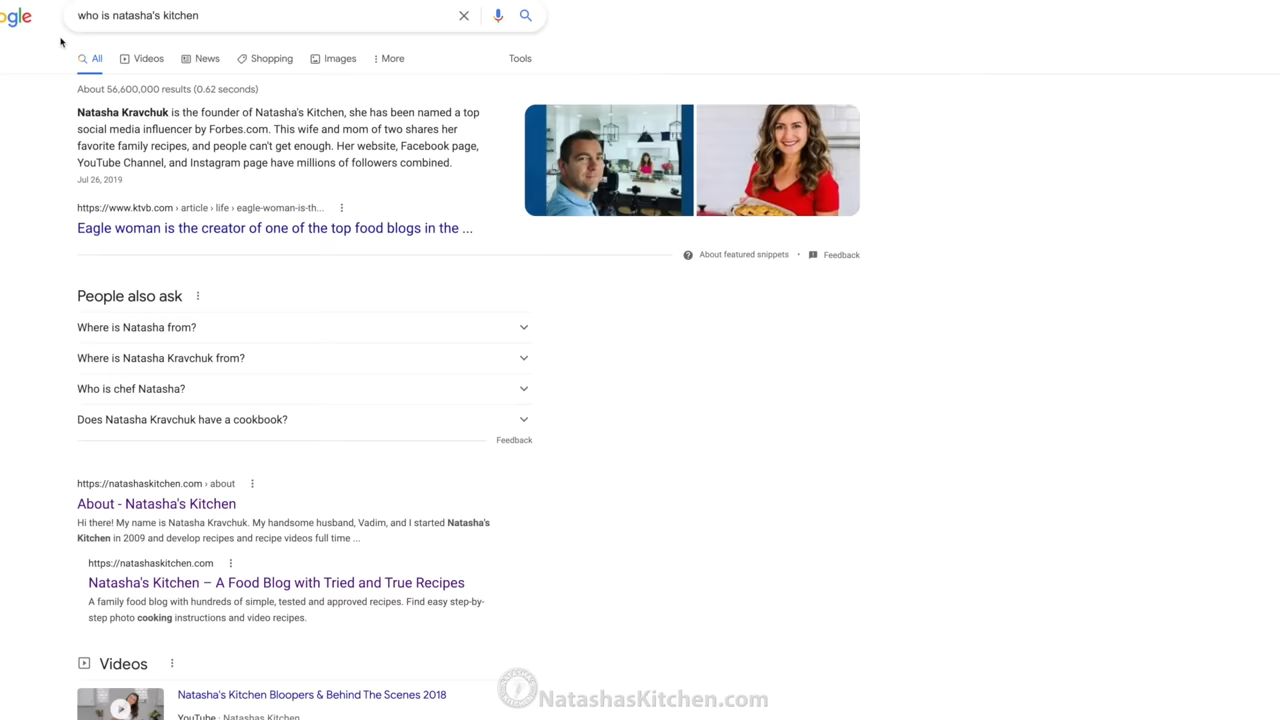 ogle
who is natasha's kitchen
All
Videos
News
Shopping
Images
More
Tools
About 56,600,000 results (0.62 seconds)
Natasha Kravchuk is the founder of Natasha's Kitchen, she has been named a top
social media influencer by Forbes.com. This wife and mom of two shares her
favorite family recipes, and people can't get enough. Her website, Facebook page,
YouTube Channel, and Instagram page have millions of followers combined.
Jul 26, 2019
https://www.ktvb.com › article › life › eagle-woman-is-th...
Eagle woman is the creator of one of the top food blogs in the ...
About featured snippets • Feedback
People also ask
Where is Natasha from?
Where is Natasha Kravchuk from?
Who is chef Natasha?
Does Natasha Kravchuk have a cookbook?
Feedback
https://natashaskitchen.com › about
About - Natasha's Kitchen
Hi there! My name is Natasha Kravchuk. My handsome husband, Vadim, and I started Natasha's
Kitchen in 2009 and develop recipes and recipe videos full time ...
https://natashaskitchen.com
Natasha's Kitchen – A Food Blog with Tried and True Recipes
A family food blog with hundreds of simple, tested and approved recipes. Find easy step-by-
step photo cooking instructions and video recipes.
Videos
Natasha's Kitchen Bloopers & Behind The Scenes 2018
YouTube · Natashas Kitchen
NatashasKitchen.com